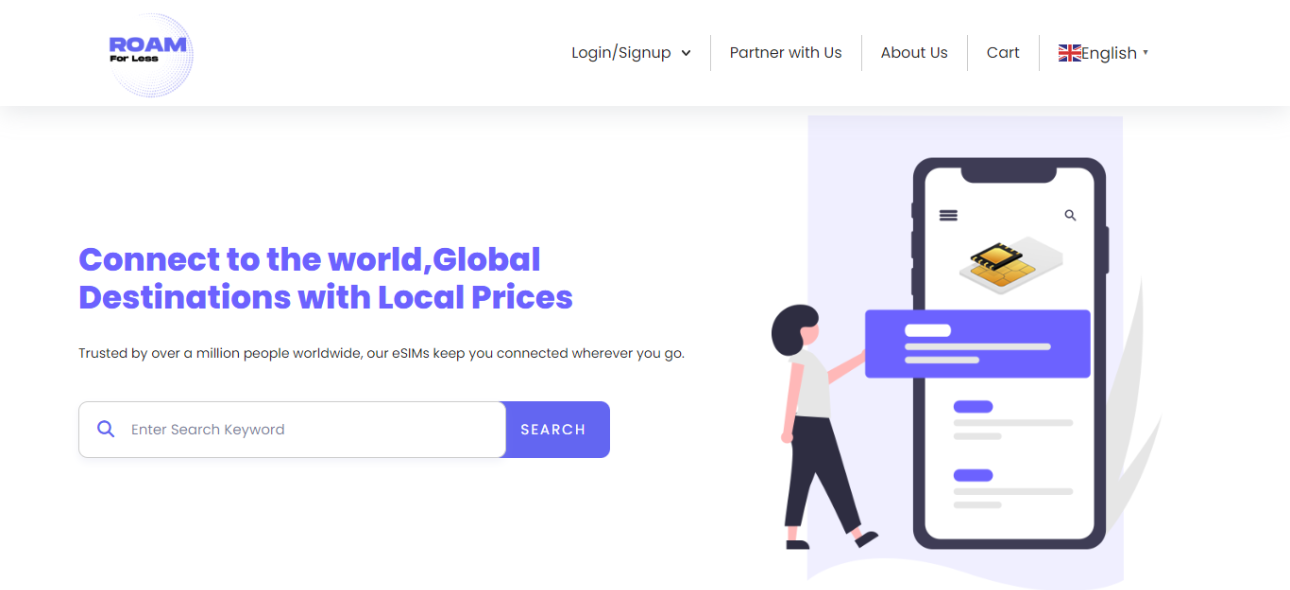 ROAM
For Less
Login/Signup
Partner with Us
About Us
Cart
English
Connect to the world,Global
Destinations with Local Prices
Trusted by over a million people worldwide, our eSIMs keep you connected wherever you go.
Enter Search Keyword
SEARCH